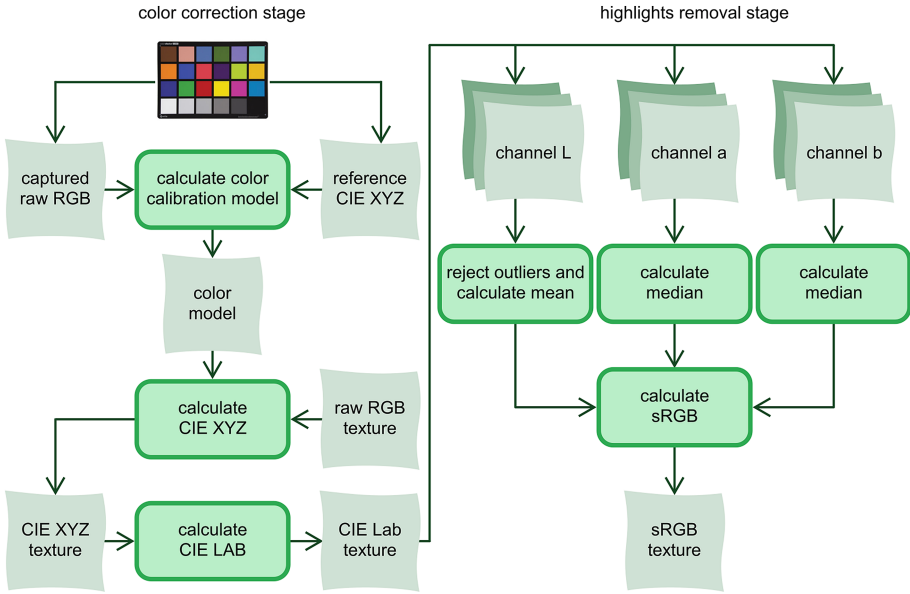 color correction stage
highlights removal stage
captured
raw RGB
calculate color
calibration model
reference
CIE XYZ
channel L
channel a
channel b
color
model
reject outliers and
calculate mean
calculate
median
calculate
median
calculate
CIE XYZ
raw RGB
texture
calculate
sRGB
CIE XYZ
texture
calculate
CIE LAB
CIE Lab
texture
sRGB
texture